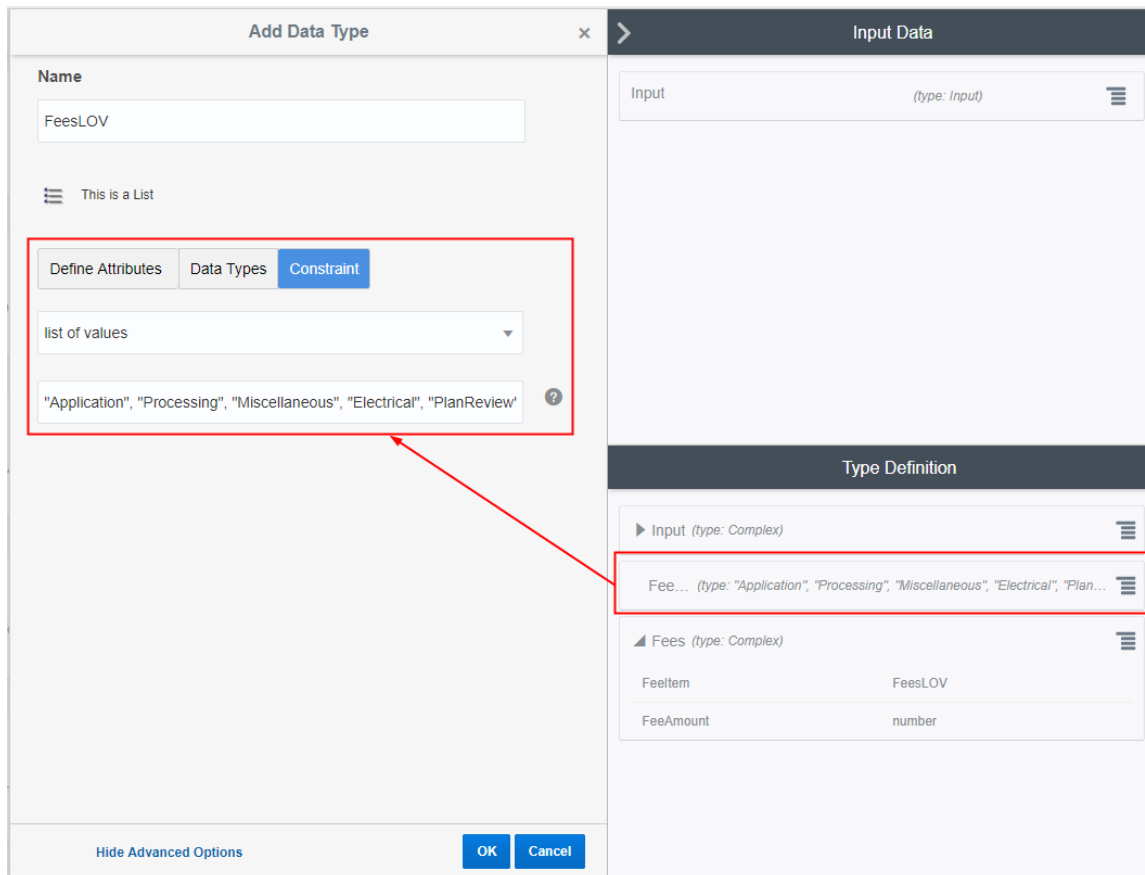 Add Data Type
×
Name
FeesLOV
This is a List
Define Attributes
Data Types
Constraint
list of values
"Application", "Processing", "Miscellaneous", "Electrical", "PlanReview"
?
Hide Advanced Options
OK
Cancel
Input Data
Input
(type: Input)
Type Definition
Input (type: Complex)
Fee... (type: "Application", "Processing", "Miscellaneous", "Electrical", "Plan...
Fees (type: Complex)
FeeItem
FeesLOV
FeeAmount
number